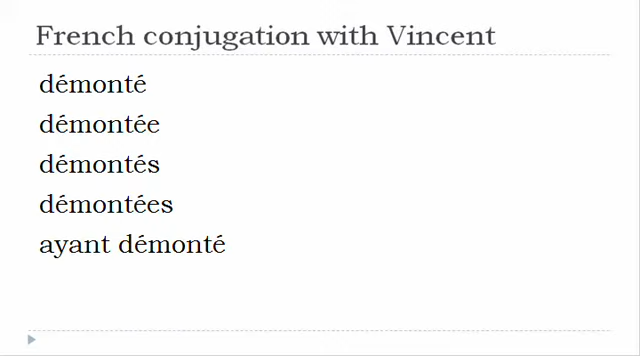 French conjugation with Vincent
démonté
démontée
démontés
démontées
ayant démonté